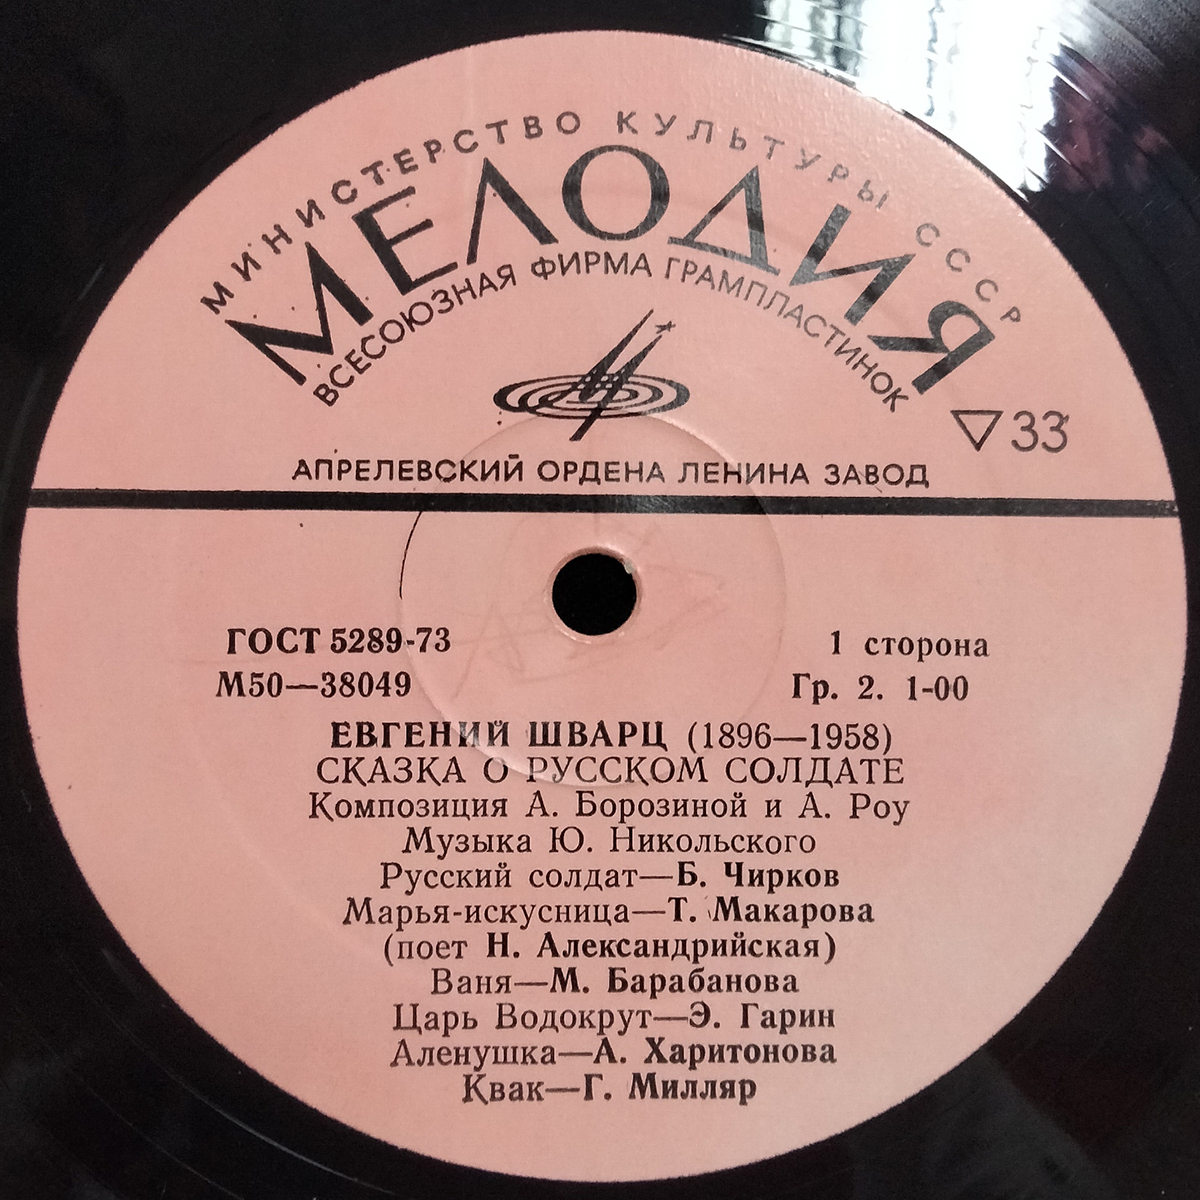 МИНИСТЕРСТВО КУЛЬТУРЫ СССР
МЕЛОДИЯ
ВСЕСОЮЗНАЯ ФИРМА ГРАМПЛАСТИНОК
▽33
АПРЕЛЕВСКИЙ ОРДЕНА ЛЕНИНА ЗАВОД
ГОСТ 5289-73
1 сторона
М50—38049
Гр. 2. 1-00
ЕВГЕНИЙ ШВАРЦ (1896—1958)
СКАЗКА О РУССКОМ СОЛДАТЕ
Композиция А. Борозиной и А. Роу
Музыка Ю. Никольского
Русский солдат—Б. Чирков
Марья-искусница—Т. Макарова
(поет Н. Александрийская)
Ваня—М. Барабанова
Царь Водокрут—Э. Гарин
Аленушка—А. Харитонова
Квак—Г. Милляр